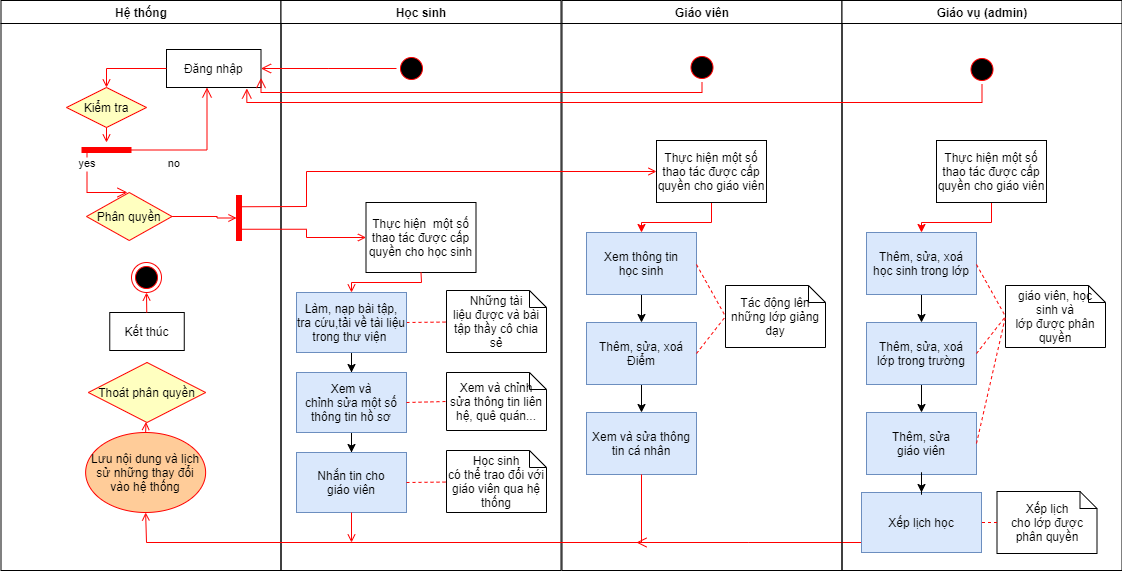 Hệ thống
Học sinh
Giáo viên
Giáo vụ (admin)
Đăng nhập
Kiểm tra
yes
no
Phân quyền
Kết thúc
Thoát phân quyền
Lưu nội dung và lịch
sử những thay đổi
vào hệ thống
Thực hiện một số
thao tác được cấp
quyền cho học sinh
Làm, nạp bài tập,
tra cứu,tải về tài liệu
trong thư viện
Những tài
liệu được và bài
tập thầy cô chia
sẻ
Xem và
chỉnh sửa một số
thông tin hồ sơ
Xem và chỉnh
sửa thông tin liên
hệ, quê quán...
Nhắn tin cho
giáo viên
Học sinh
có thể trao đổi với
giáo viên qua hệ
thống
Thực hiện một số
thao tác được cấp
quyền cho giáo viên
Xem thông tin
học sinh
Tác động lên
những lớp giảng
dạy
Thêm, sửa, xoá
Điểm
Xem và sửa thông
tin cá nhân
Thực hiện một số
thao tác được cấp
quyền cho giáo viên
Thêm, sửa, xoá
học sinh trong lớp
giáo viên, học
sinh và
lớp được phân
quyền
Thêm, sửa, xoá
lớp trong trường
Thêm, sửa
giáo viên
Xếp lịch học
Xếp lịch
cho lớp được
phân quyền